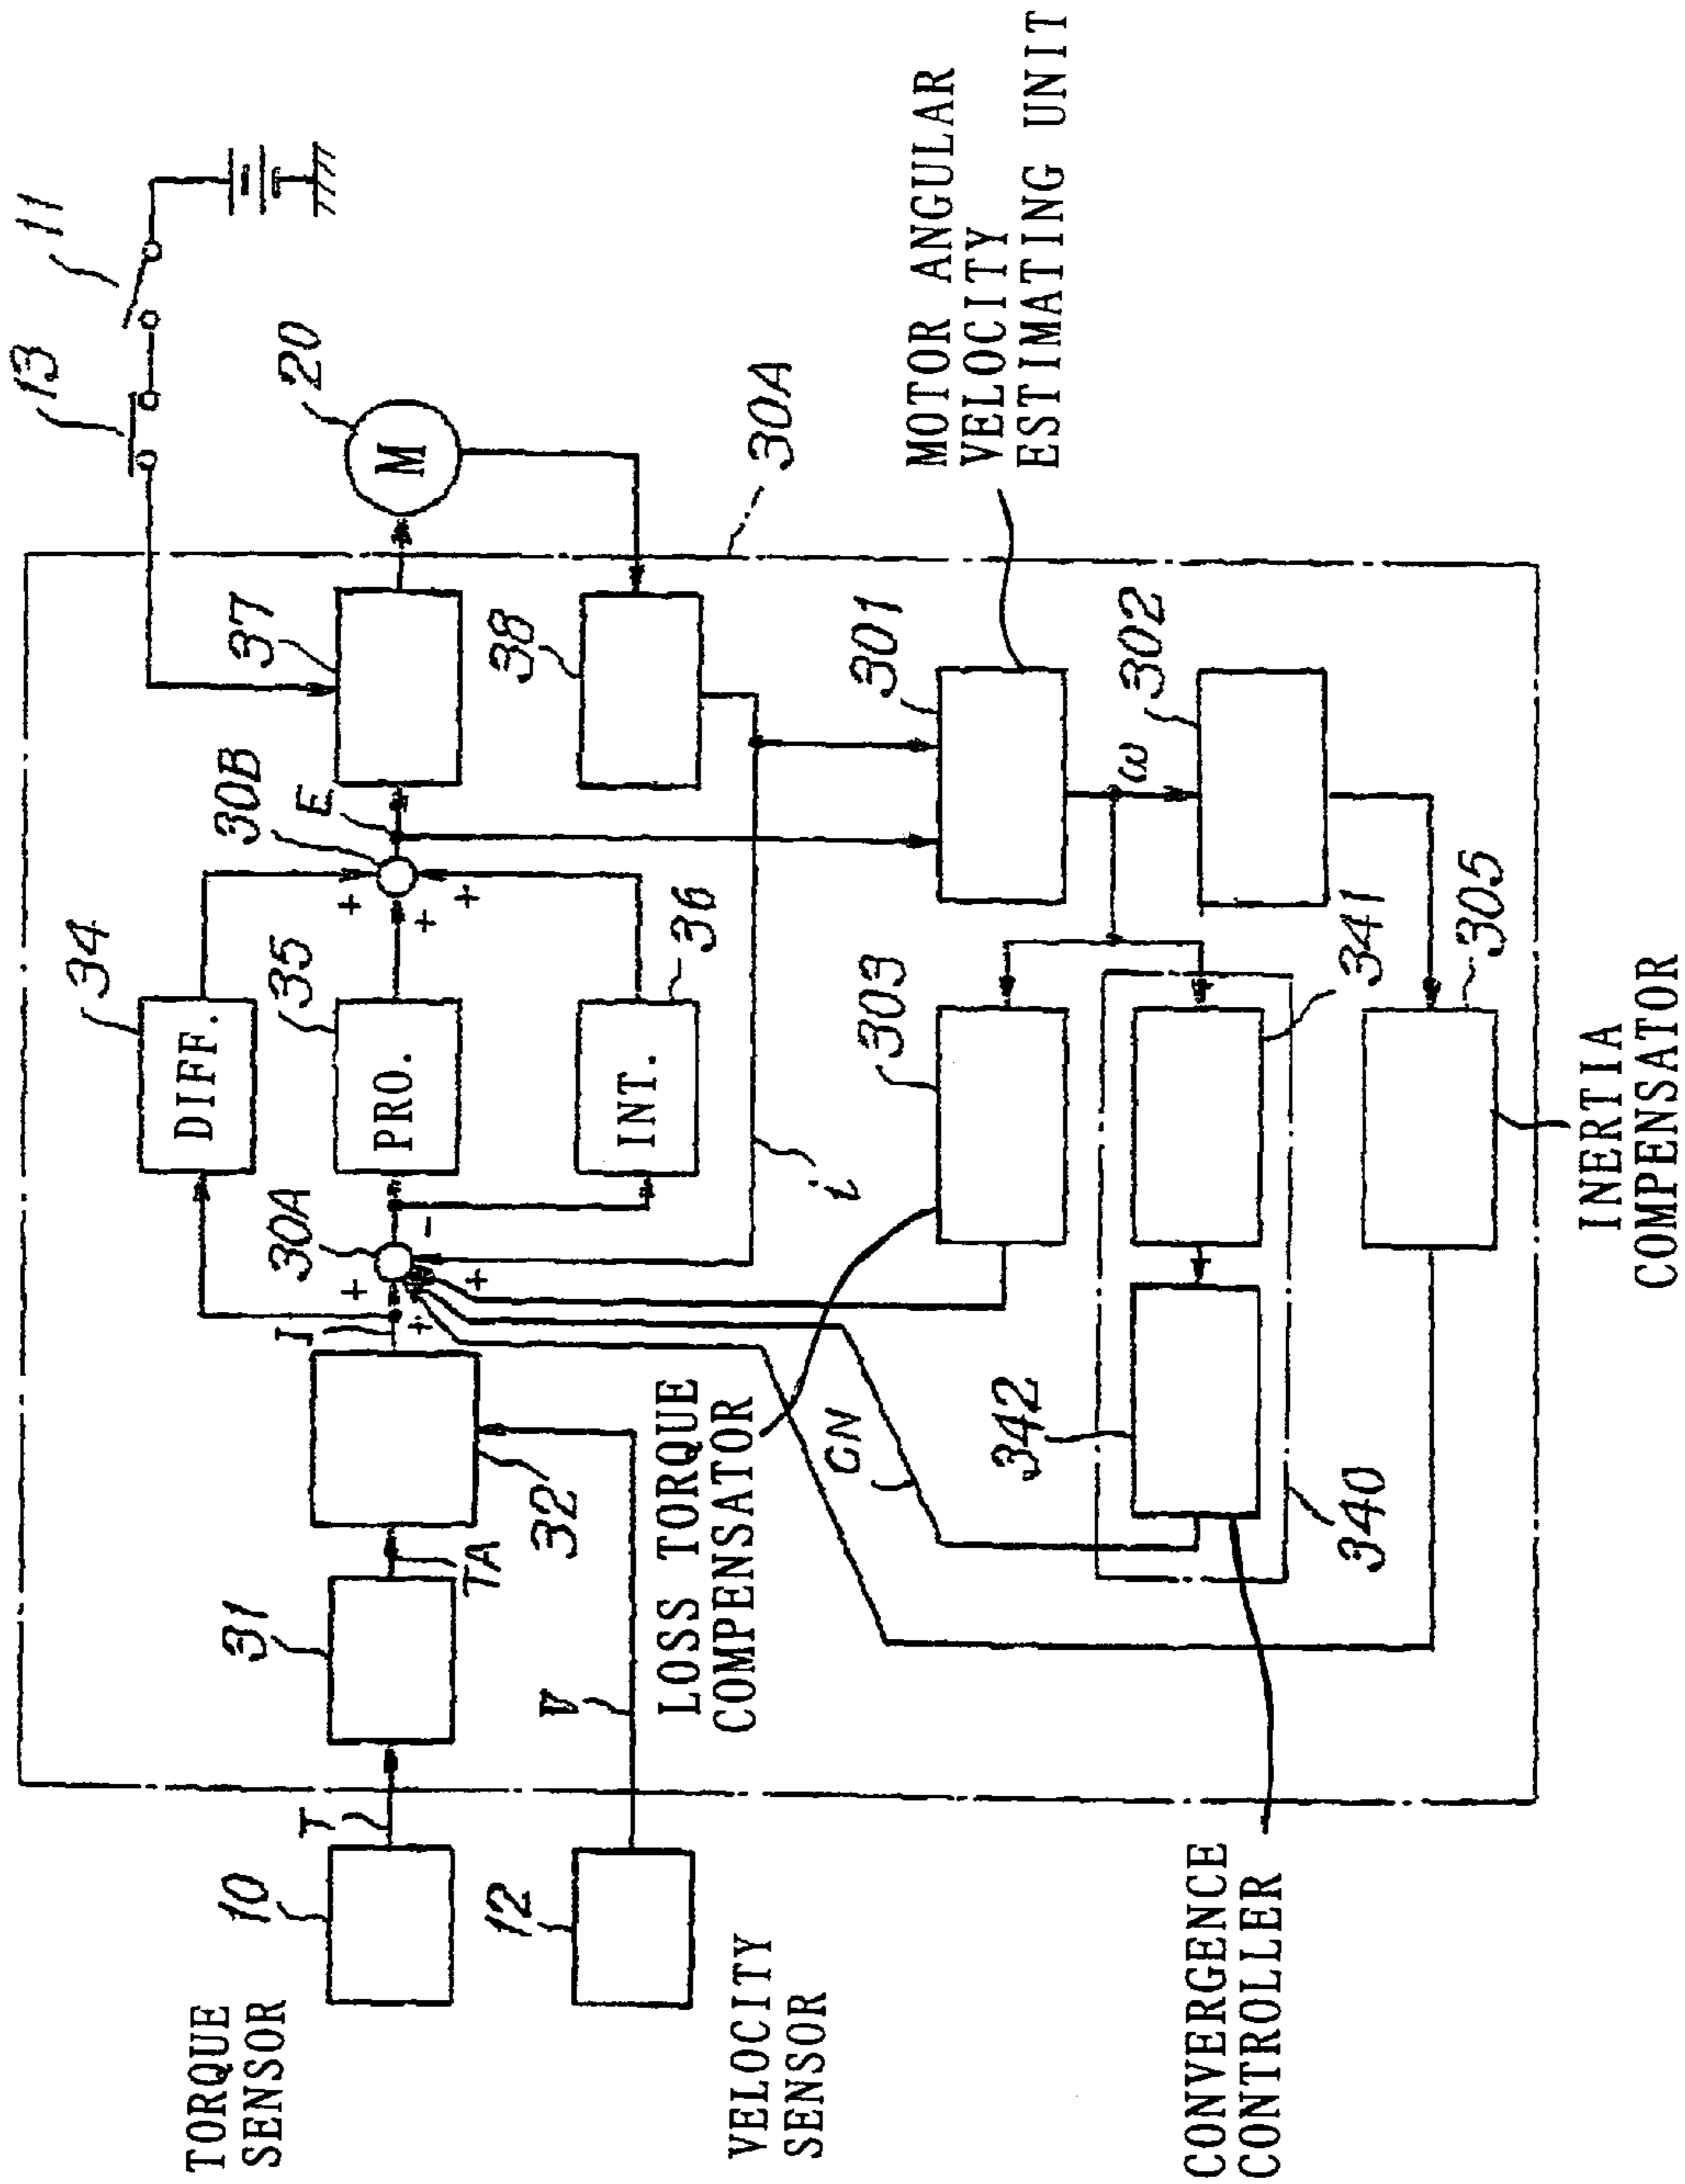 11
13
20
M
30A
37
38
30B
E
+
+
+
34
DIFF.
35
PRO.
36
INT.
30A
+
-
+
+
I
i
32
TA
31
T
10
TORQUE
SENSOR
12
V
VELOCITY
SENSOR
MOTOR ANGULAR
VELOCITY
ESTIMATING UNIT
301
ω
302
303
341
305
INERTIA
COMPENSATOR
LOSS TORQUE
COMPENSATOR
CN
342
340
CONVERGENCE
CONTROLLER